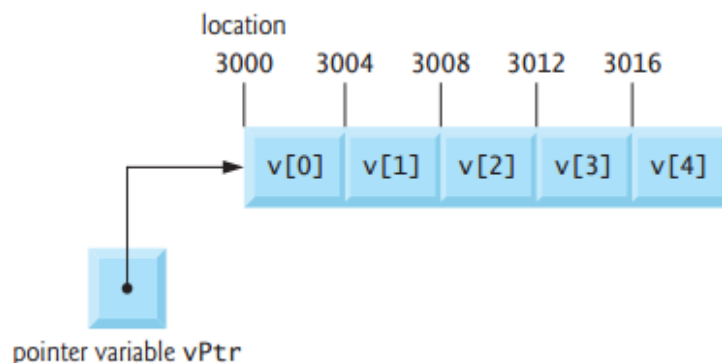 location
3000 3004 3008 3012 3016
v[0] v[1] v[2] v[3] v[4]
pointer variable vPtr